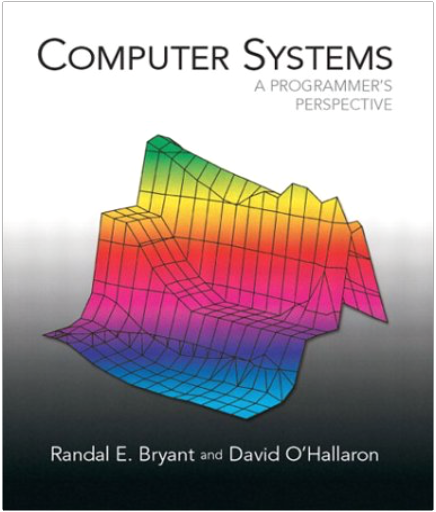 COMPUTER SYSTEMS
A PROGRAMMER'S
PERSPECTIVE
Randal E. Bryant and David O'Hallaron